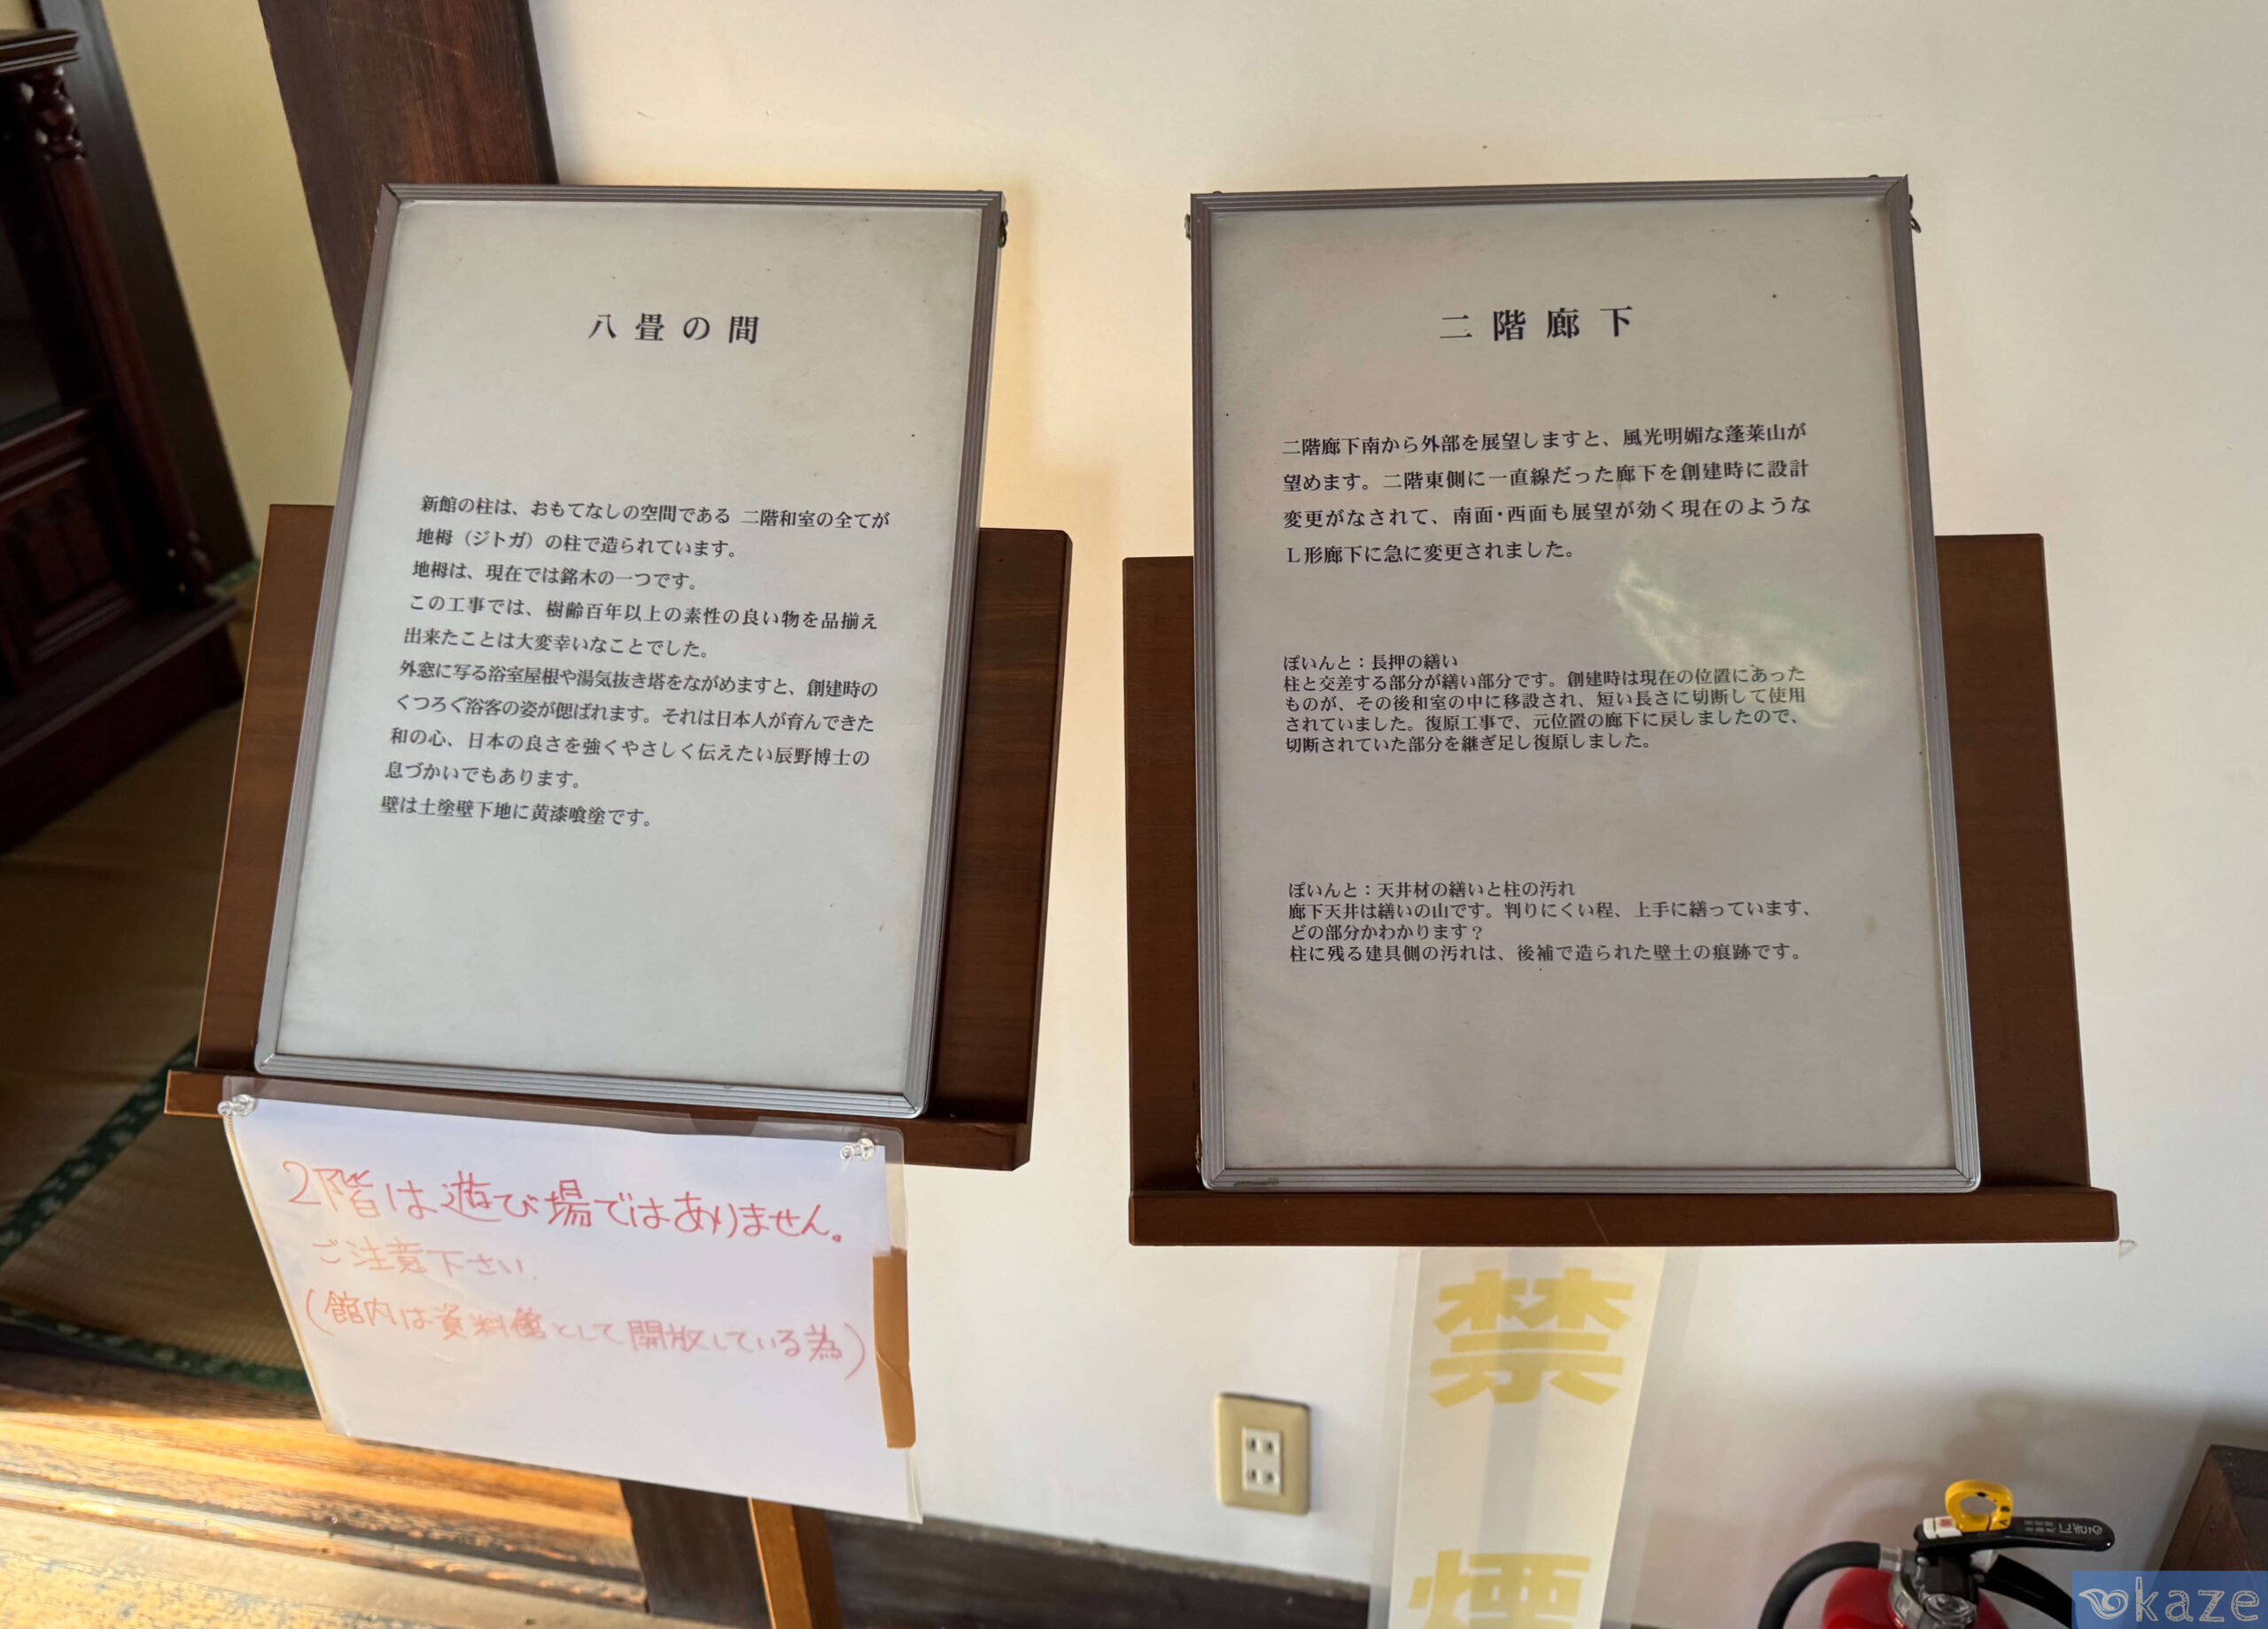 八畳の間
新館の柱は、おもてなしの空間である 二階和室の全てが
地栂（ジトガ）の柱で造られています。
地栂は、現在では銘木の一つです。
この工事では、樹齢百年以上の素性の良い物を品揃え
出来たことは大変幸いなことでした。
外窓に写る浴室屋根や湯気抜き塔をながめますと、創建時の
くつろぐ浴客の姿が偲ばれます。それは日本人が育んできた
和の心、日本の良さを強くやさしく伝えたい辰野博士の
息づかいでもあります。
壁は土塗壁下地に黄漆喰塗です。
2階は遊び場ではありません。
ご注意下さい
(館内は資料館として開放している為)
二階廊下
二階廊下南から外部を展望しますと、風光明媚な蓬莱山が
望めます。二階東側に一直線だった廊下を創建時に設計
変更がなされて、南面・西面も展望が効く現在のような
L形廊下に急に変更されました。
ぽいんと：長押の繕い
柱と交差する部分が繕い部分です。創建時は現在の位置にあった
ものが、その後和室の中に移設され、短い長さに切断して使用
されていました。復原工事で、元位置の廊下に戻しましたので、
切断されていた部分を継ぎ足し復原しました。
ぽいんと：天井材の繕いと柱の汚れ
廊下天井は繕いの山です。判りにくい程、上手に繕っています、
どの部分かわかります？
柱に残る建具側の汚れは、後補で造られた壁土の痕跡です。
禁
煙
kaze